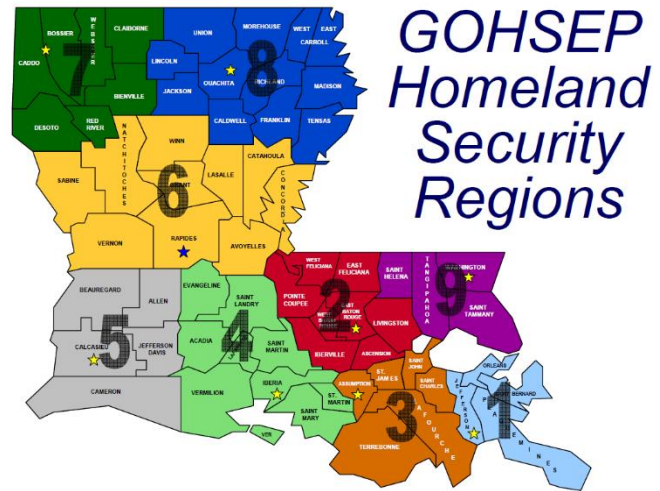 GOHSEP
Homeland
Security
Regions
CLAIBORNE
WEBSTER
BOSSIER
CADDO
7
BIENVILLE
DESOTO
RED
RIVER
UNION
MOREHOUSE
WEST
EAST
CARROLL
LINCOLN
OUACHITA
RICHLAND
8
JACKSON
MADISON
CALDWELL
FRANKLIN
TENSAS
NATCHITOCHES
WINN
SABINE
GRANT
6
LASALLE
CATAHOULA
CONCORDIA
VERNON
RAPIDES
AVOYELLES
BEAUREGARD
ALLEN
CALCASIEU
5
JEFFERSON
DAVIS
CAMERON
EVANGELINE
SAINT
LANDRY
ACADIA
4
SAINT
MARTIN
VERMILION
IBERIA
ST.
MARTIN
SAINT
MARY
WEST FELICIANA
EAST
FELICIANA
POINTE
COUPEE
2
EAST
BATON
ROUGE
LIVINGSTON
IBERVILLE
ASCENSION
SAINT
HELENA
TANGIPAHOA
WASHINGTON
9
SAINT
TAMMANY
ST.
JAMES
SAINT
JOHN
SAINT
CHARLES
ASSUMPTION
3
LAFOURCHE
TERREBONNE
ORLEANS
JEFFERSON
1
PLAQUEMINES